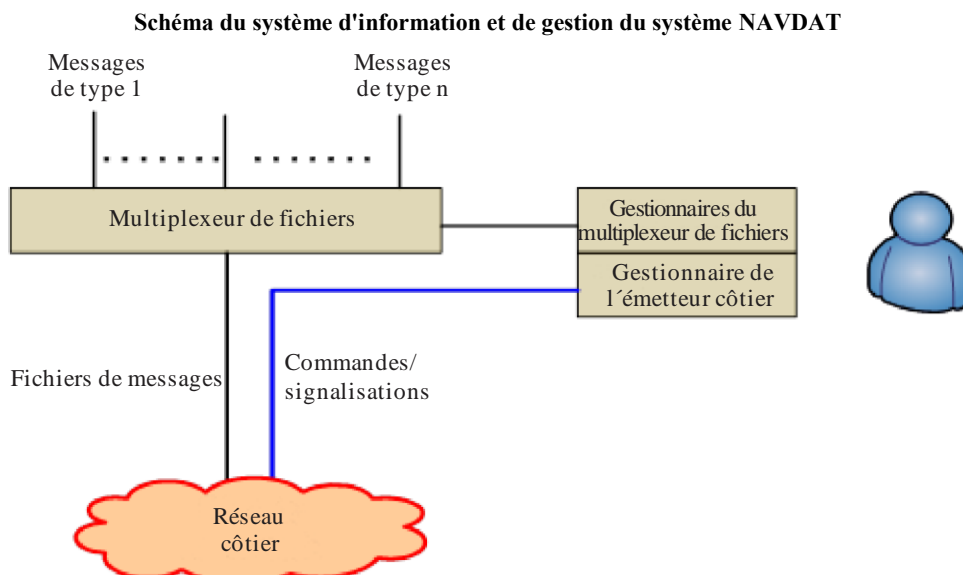 Schéma du système d'information et de gestion du système NAVDAT
Messages
de type 1
Messages
de type n
Multiplexeur de fichiers
Gestionnaires du
multiplexeur de fichiers
Gestionnaire de
l´émetteur côtier
Fichiers de messages
Commandes/
signalisations
Réseau
côtier